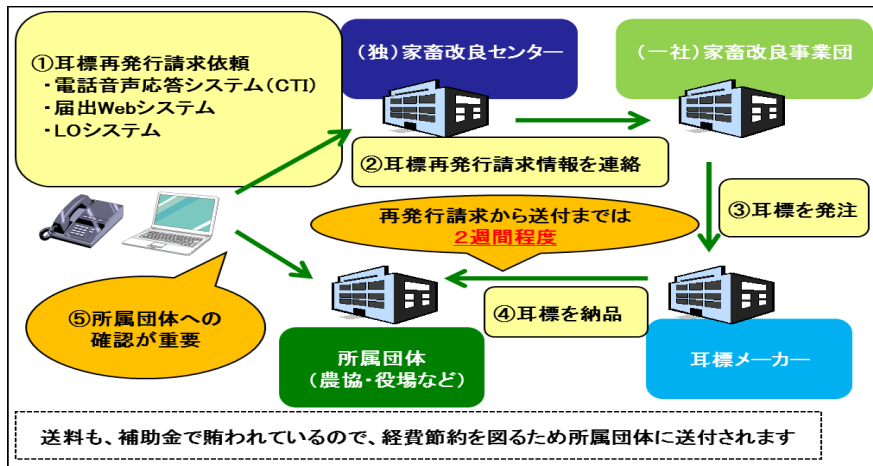 ①耳標再発行請求依頼
・電話音声応答システム(CTI)
・届出Webシステム
・LOシステム
(独)家畜改良センター
(一社)家畜改良事業団
②耳標再発行請求情報を連絡
③耳標を発注
再発行請求から送付までは
2週間程度
④耳標を納品
⑤所属団体への
確認が重要
所属団体
(農協・役場など)
耳標メーカー
送料も、補助金で賄われているので、経費節約を図るため所属団体に送付されます